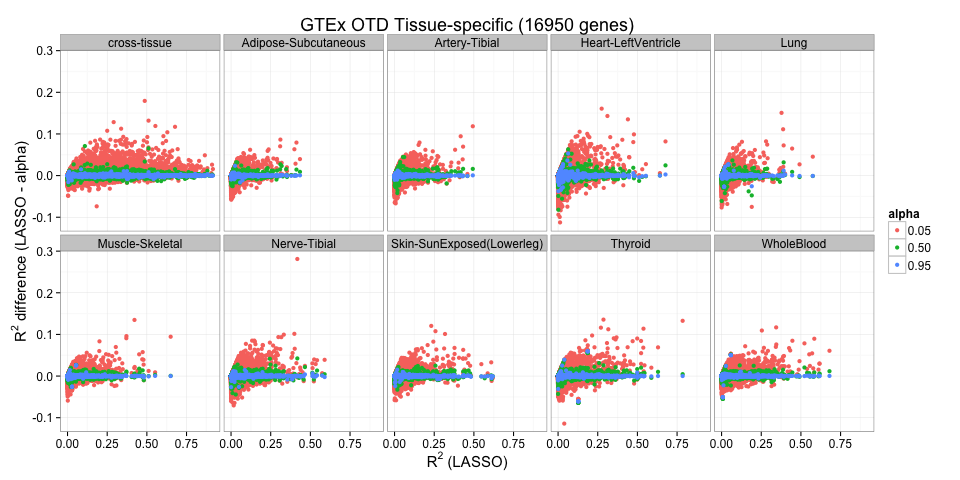 GTEx OTD Tissue-specific (16950 genes)
cross-tissue Adipose-Subcutaneous Artery-Tibial Heart-LeftVentricle Lung
0.3
0.2
0.1
0.0
-0.1
Muscle-Skeletal Nerve-Tibial Skin-SunExposed(Lowerleg) Thyroid WholeBlood
0.3
0.2
0.1
0.0
-0.1
0.00 0.25 0.50 0.75 0.00 0.25 0.50 0.75 0.00 0.25 0.50 0.75 0.00 0.25 0.50 0.75 0.00 0.25 0.50 0.75
R² (LASSO)
R² difference (LASSO - alpha)
alpha
0.05
0.50
0.95